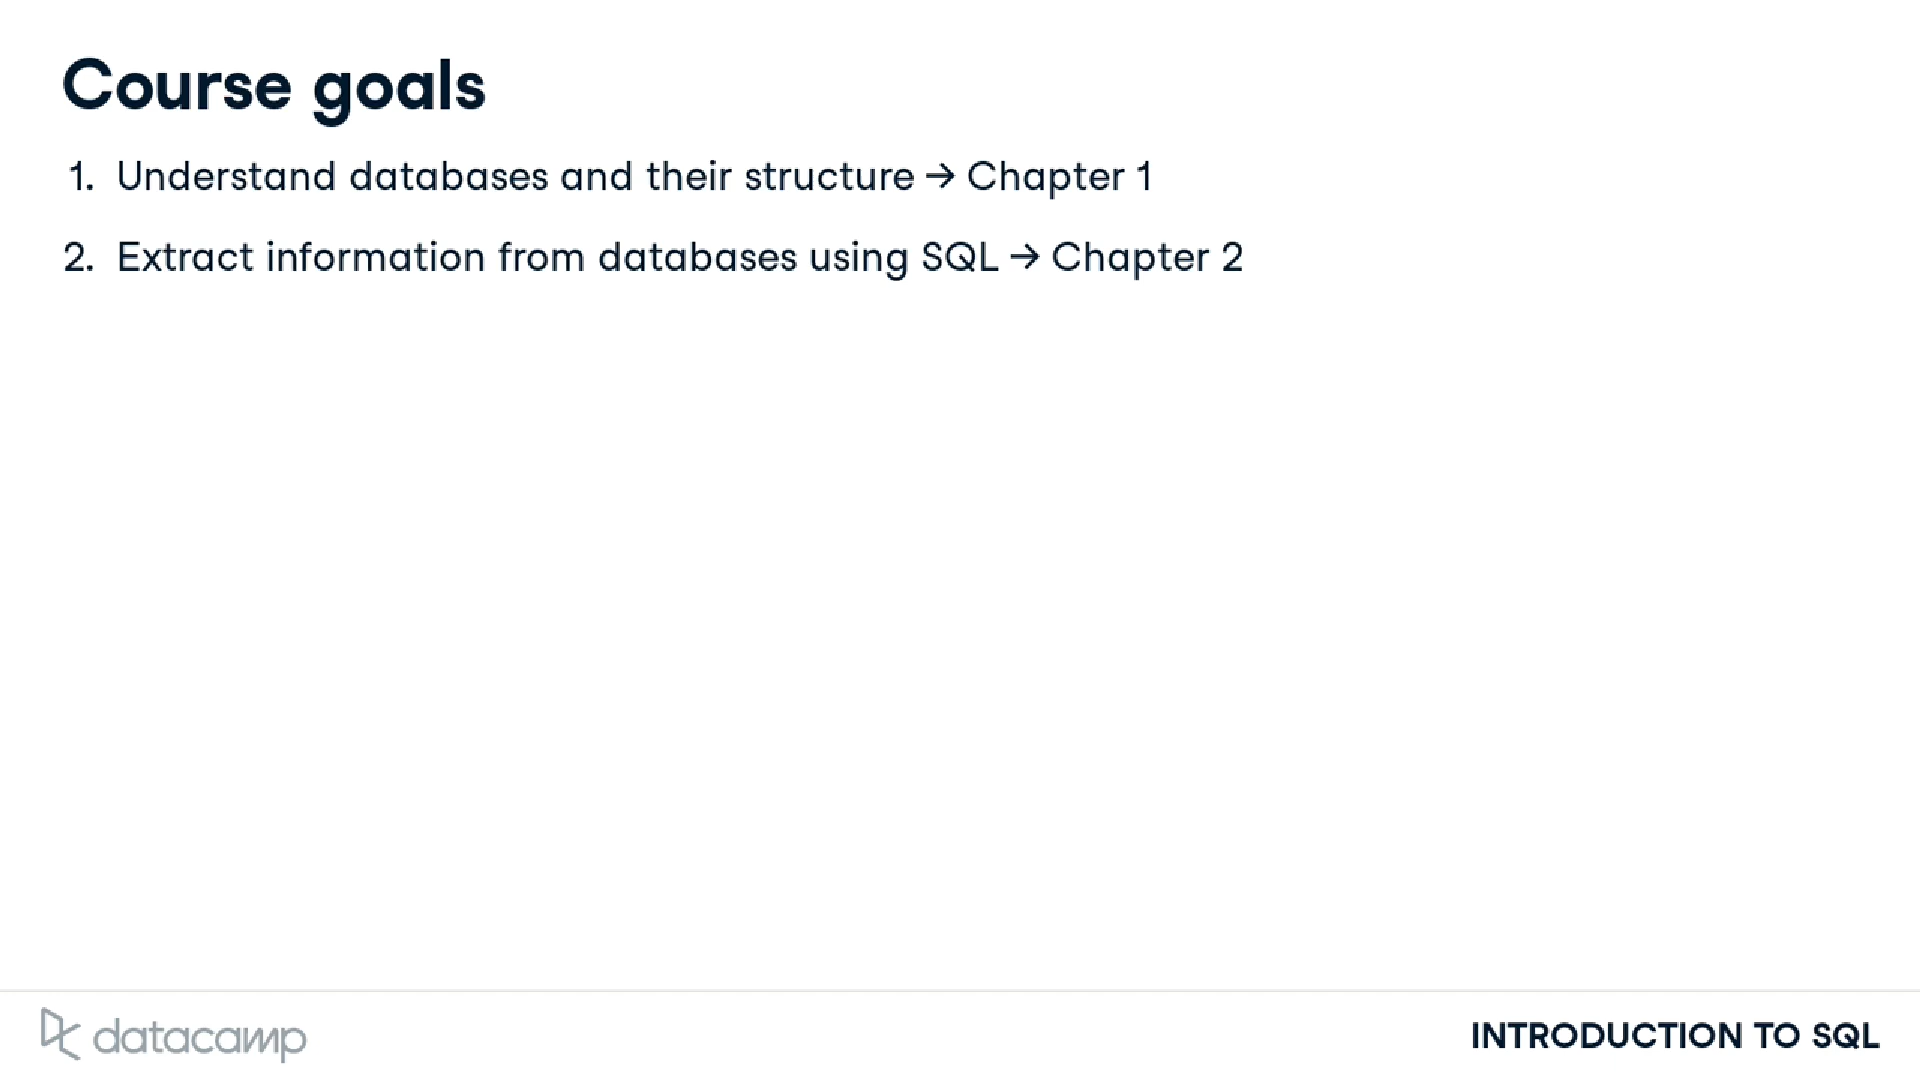 Course goals
1. Understand databases and their structure → Chapter 1
2. Extract information from databases using SQL → Chapter 2
datacamp
INTRODUCTION TO SQL